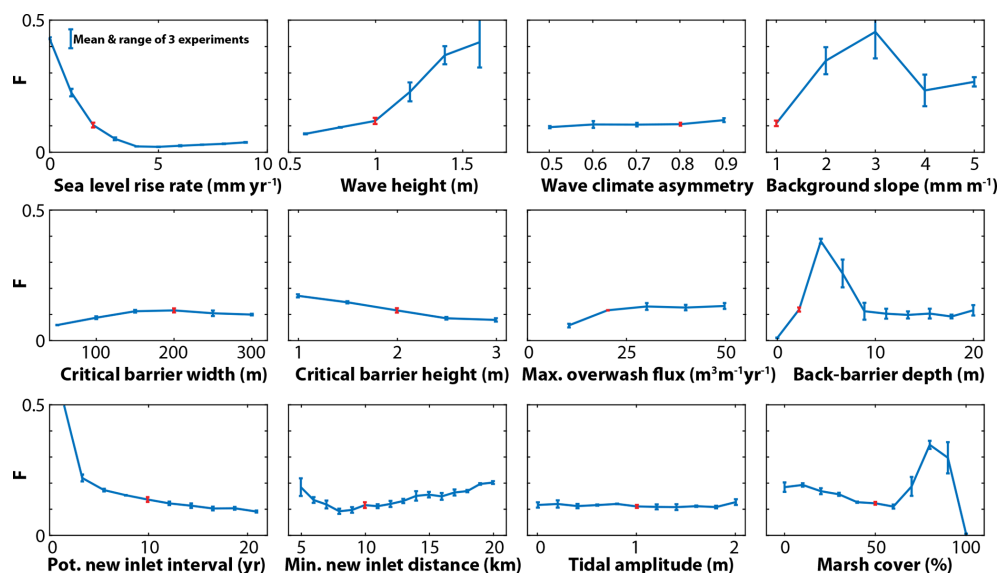 0.5
Mean & range of 3 experiments
F
0
0 5 10 0.5 1 1.5 0.5 0.6 0.7 0.8 0.9 1 2 3 4 5
Sea level rise rate (mm yr⁻¹) Wave height (m) Wave climate asymmetry Background slope (mm m⁻¹)
0.5
F
0
100 200 300 1 2 3 0 25 50 0 10 20
Critical barrier width (m) Critical barrier height (m) Max. overwash flux (m³m⁻¹yr⁻¹) Back-barrier depth (m)
0.5
F
0
0 10 20 5 10 15 20 0 1 2 0 50 100
Pot. new inlet interval (yr) Min. new inlet distance (km) Tidal amplitude (m) Marsh cover (%)